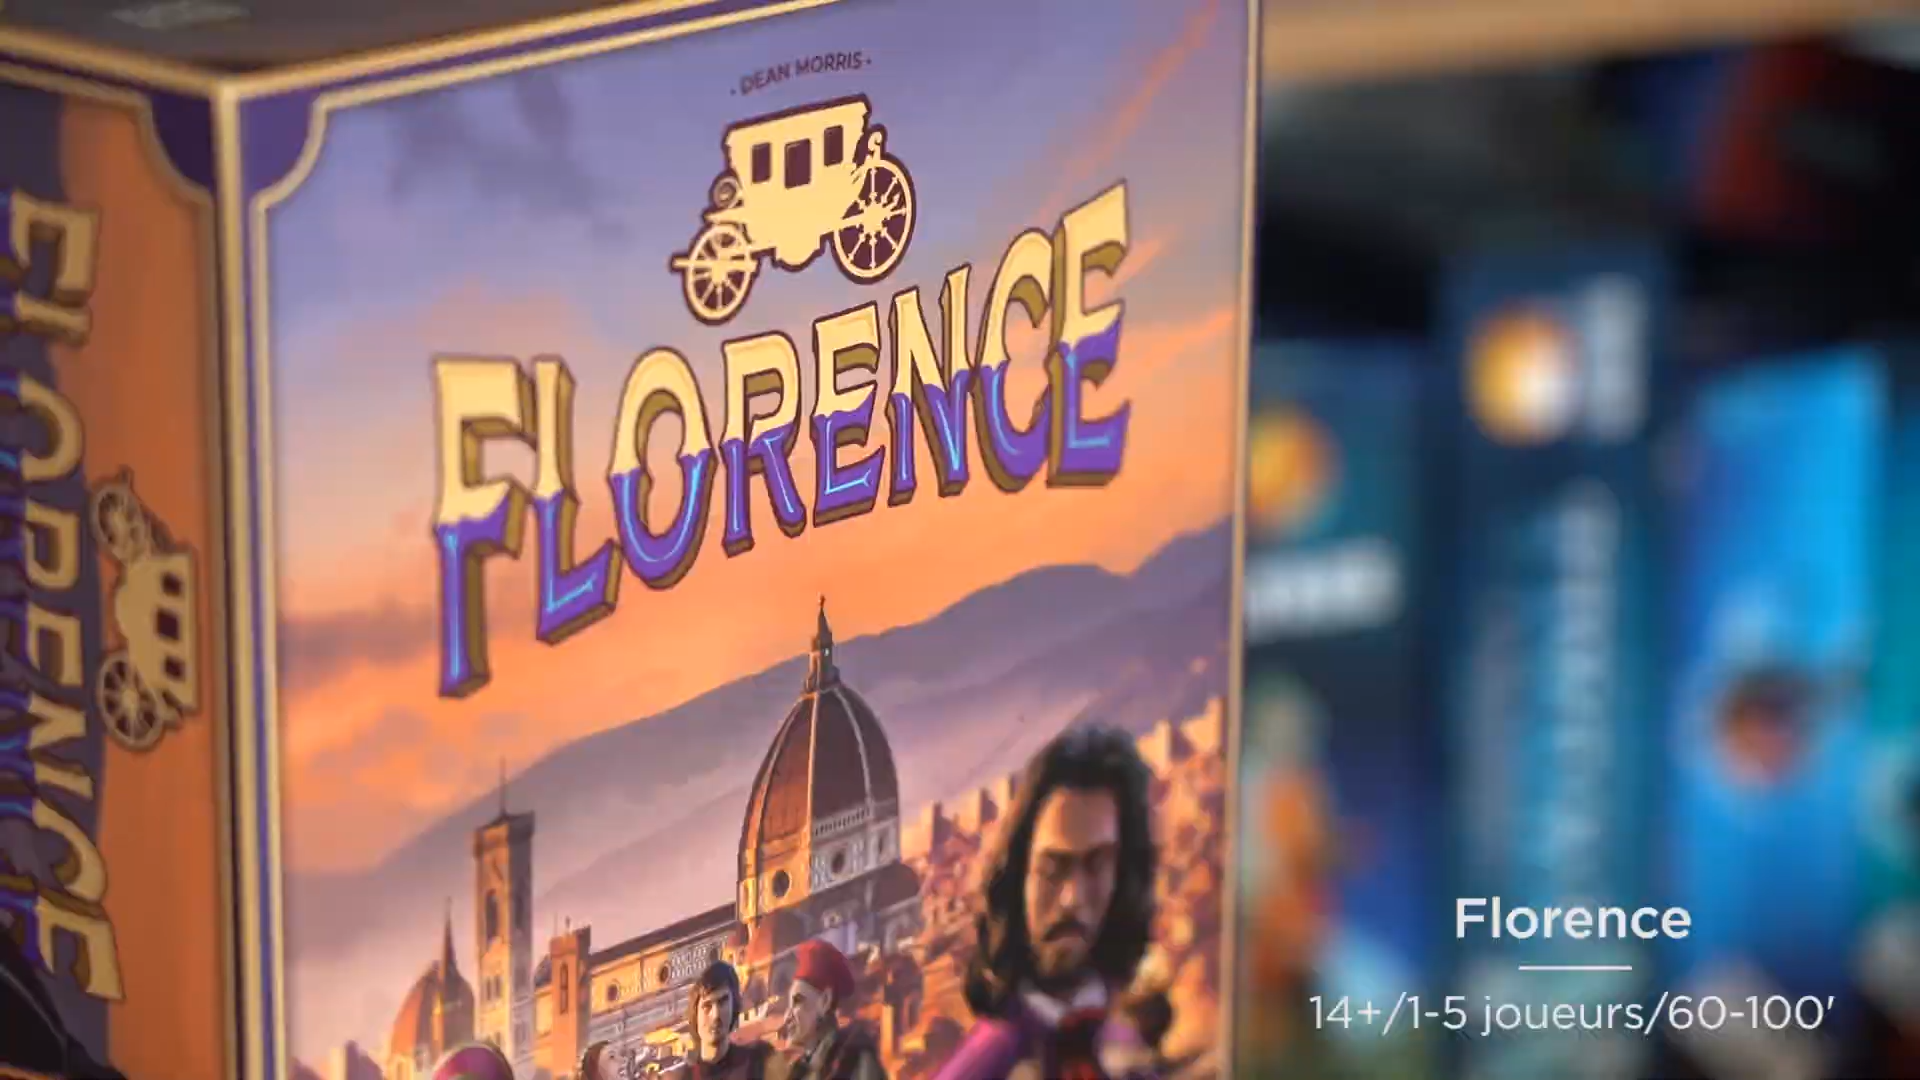 · DEAN MORRIS ·
FLORENCE
FLORENCE
Florence
14+/1-5 joueurs/60-100'